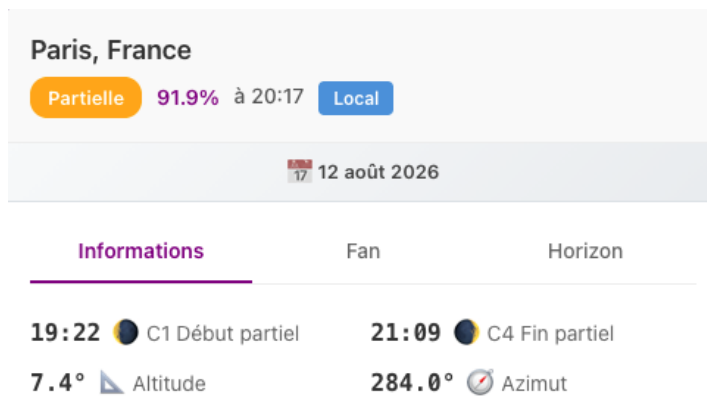 Paris, France
Partielle 91.9% à 20:17 Local
17 12 août 2026
Informations Fan Horizon
19:22 C1 Début partiel 21:09 C4 Fin partiel
7.4° Altitude 284.0° Azimut